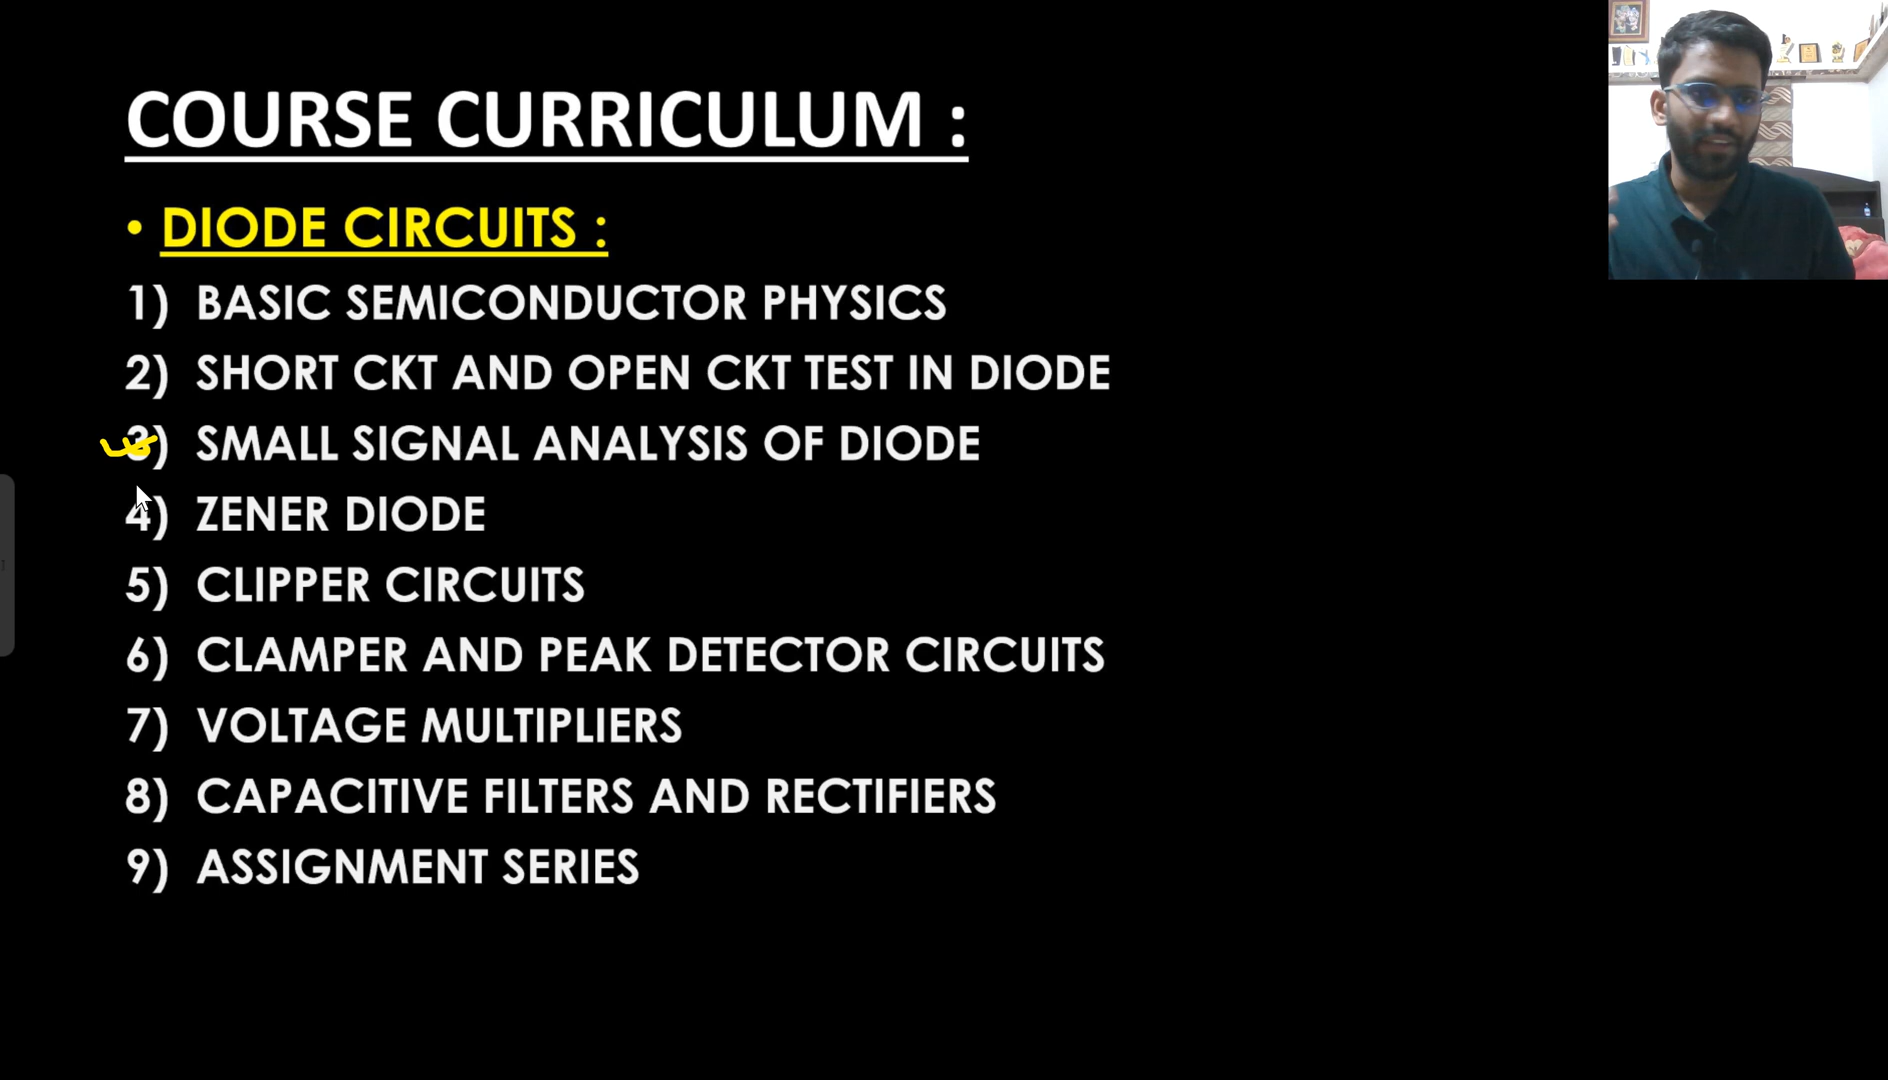 COURSE CURRICULUM :
• DIODE CIRCUITS :
1) BASIC SEMICONDUCTOR PHYSICS
2) SHORT CKT AND OPEN CKT TEST IN DIODE
3) SMALL SIGNAL ANALYSIS OF DIODE
4) ZENER DIODE
5) CLIPPER CIRCUITS
6) CLAMPER AND PEAK DETECTOR CIRCUITS
7) VOLTAGE MULTIPLIERS
8) CAPACITIVE FILTERS AND RECTIFIERS
9) ASSIGNMENT SERIES